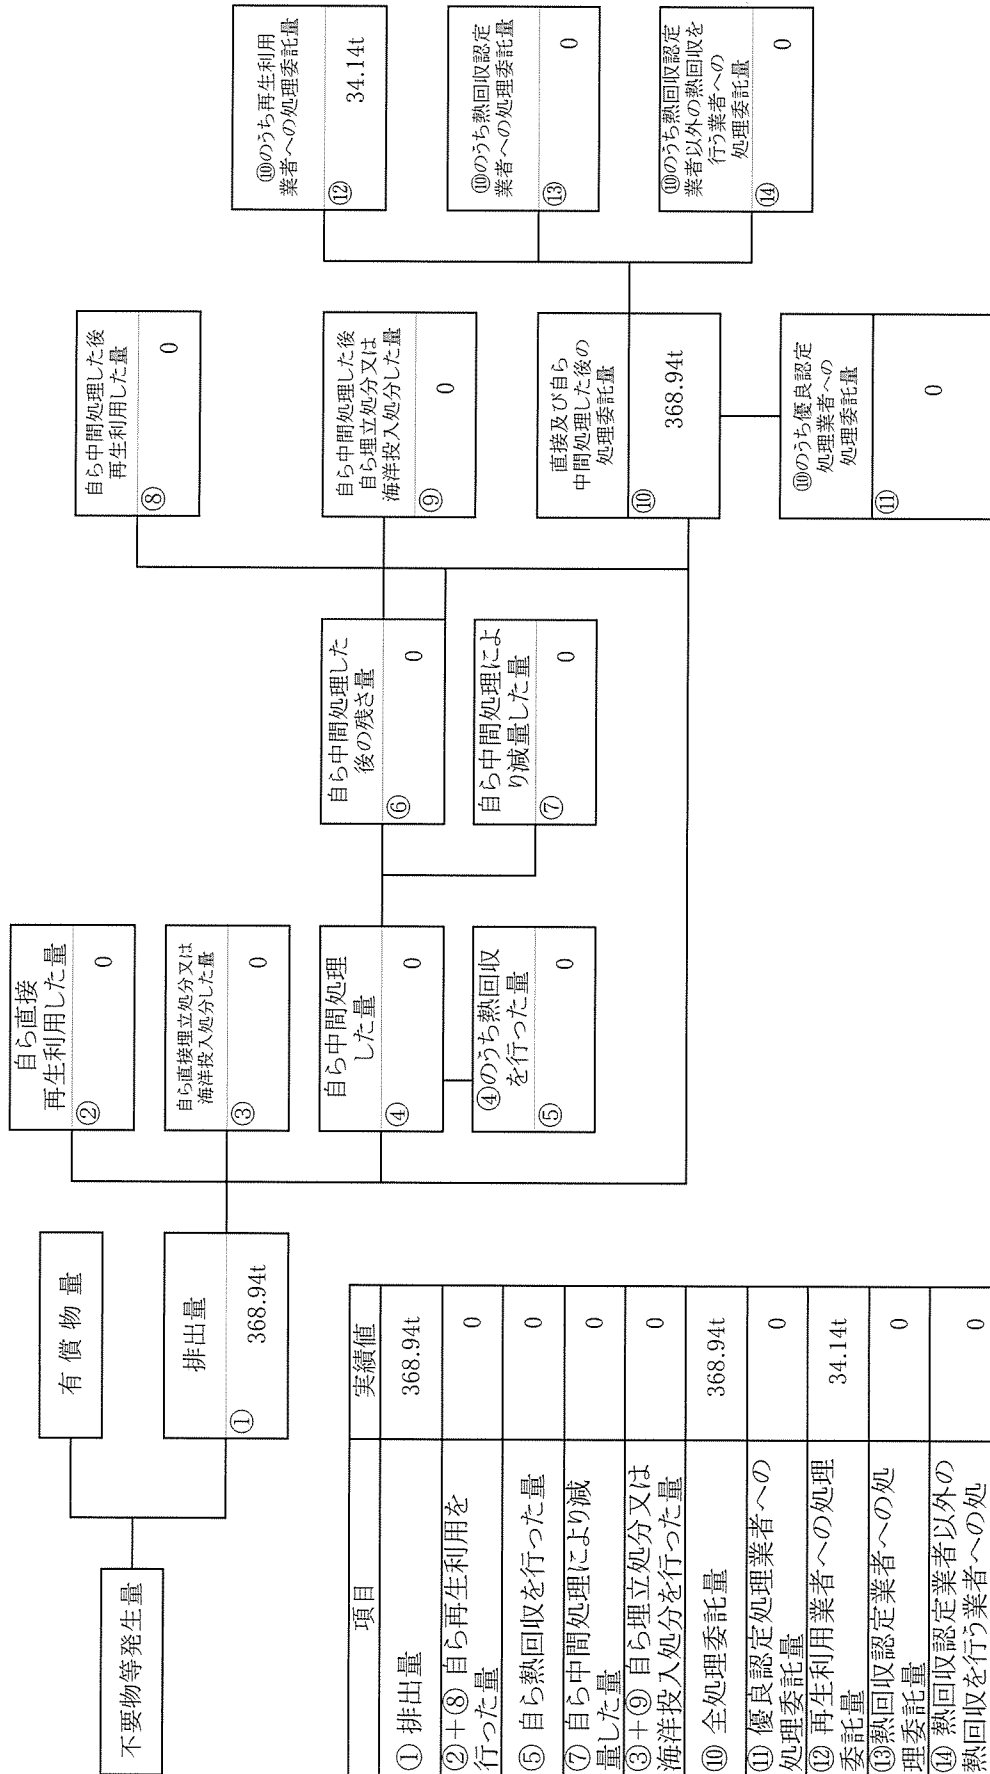 不要物等発生量
有償物量
排出量
① 368.94t
自ら直接
再生利用した量
② 0
自ら直接埋立処分又は
海洋投入処分した量
③ 0
自ら中間処理
した量
④ 0
④のうち熱回収
を行った量
⑤ 0
自ら中間処理した
後の残さ量
⑥ 0
自ら中間処理によ
り減量した量
⑦ 0
自ら中間処理した後
再生利用した量
⑧ 0
自ら中間処理した後
自ら埋立処分又は
海洋投入処分した量
⑨ 0
直接及び自ら
中間処理した後の
処理委託量
⑩ 368.94t
⑩のうち優良認定
処理業者への
処理委託量
⑪ 0
⑩のうち再生利用
業者への処理委託量
⑫ 34.14t
⑩のうち熱回収認定
業者への処理委託量
⑬ 0
⑩のうち熱回収認定
業者以外の熱回収を
行う業者への
処理委託量
⑭ 0
項目 実績値
① 排出量 368.94t
②+⑧ 自ら再生利用を
行った量 0
⑤ 自ら熱回収を行った量 0
⑦ 自ら中間処理により減
量した量 0
③+⑨ 自ら埋立処分又は
海洋投入処分を行った量 0
⑩ 全処理委託量 368.94t
⑪ 優良認定処理業者への
処理委託量 0
⑫ 再生利用業者への処理
委託量 34.14t
⑬熱回収認定業者への処
理委託量 0
⑭ 熱回収認定業者以外の
熱回収を行う業者への処 0